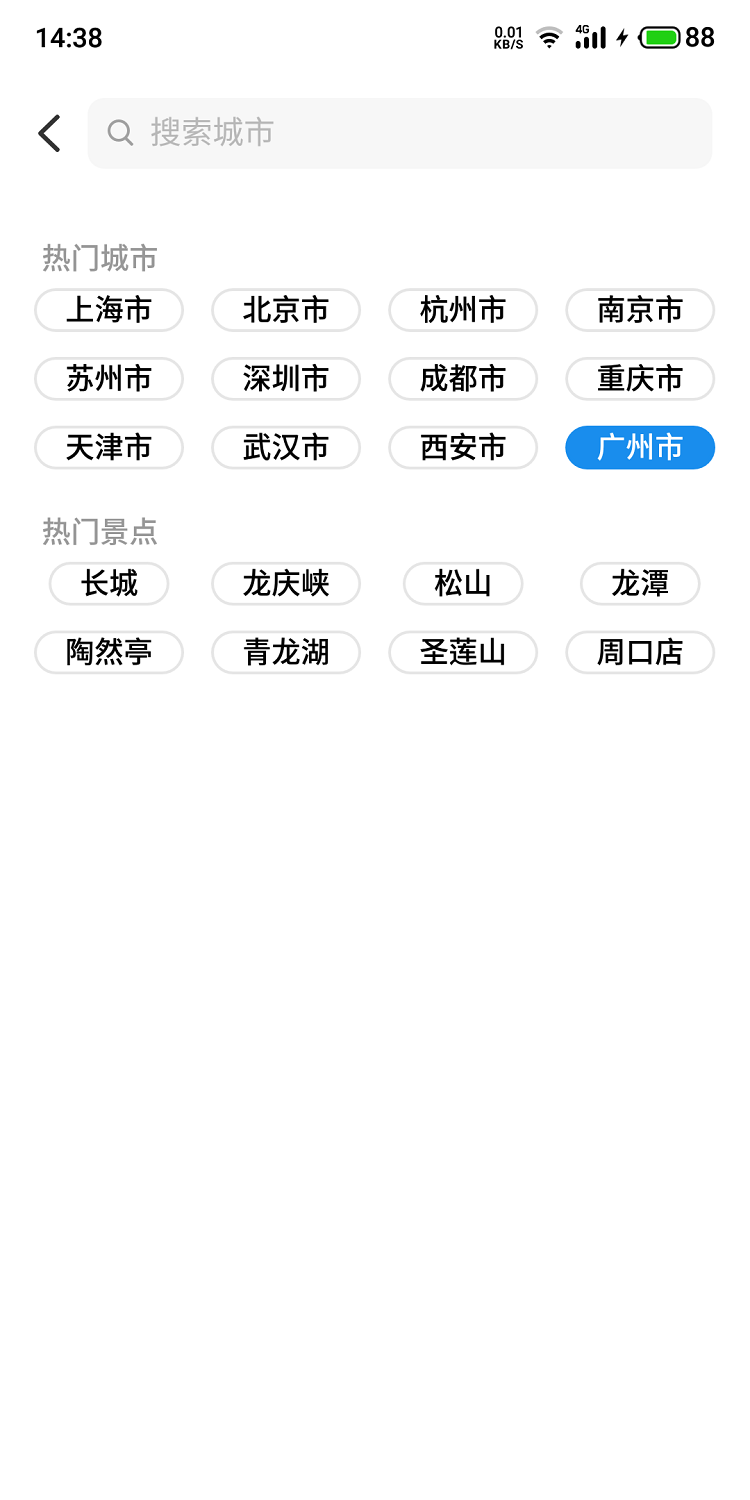 14:38 0.01 KB/S 4G 88
搜索城市
热门城市
上海市 北京市 杭州市 南京市
苏州市 深圳市 成都市 重庆市
天津市 武汉市 西安市 广州市
热门景点
长城 龙庆峡 松山 龙潭
陶然亭 青龙湖 圣莲山 周口店